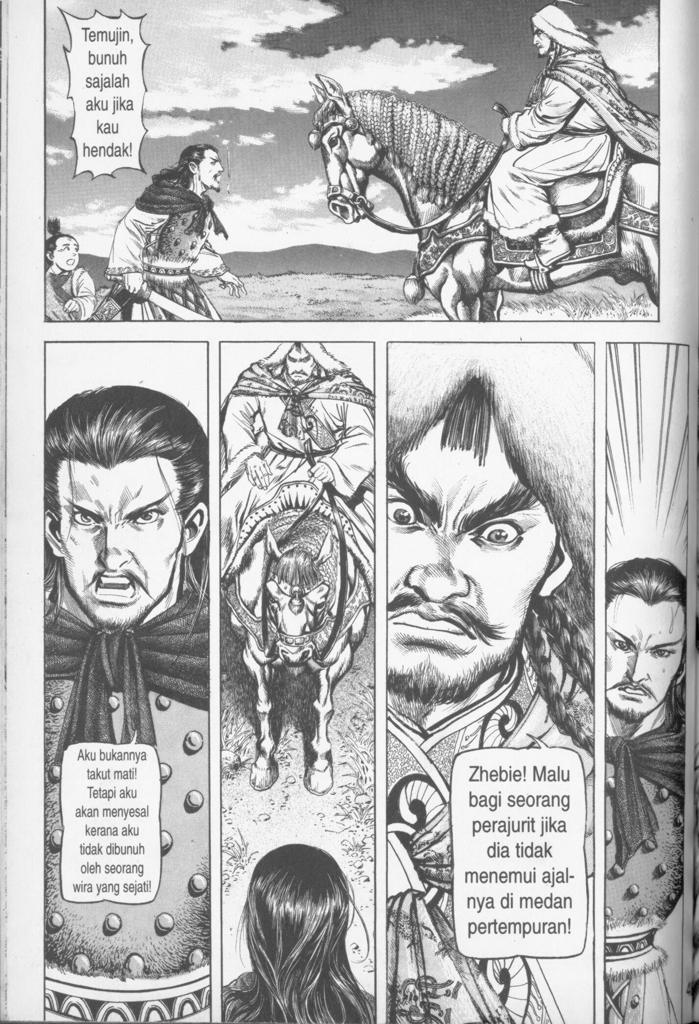 Temujin,
bunuh
sajalah
aku jika
kau
hendak!
Aku bukannya
takut mati!
Tetapi aku
akan menyesal
kerana aku
tidak dibunuh
oleh seorang
wira yang sejati!
Zhebie! Malu
bagi seorang
perajurit jika
dia tidak
menemui ajal-
nya di medan
pertempuran!